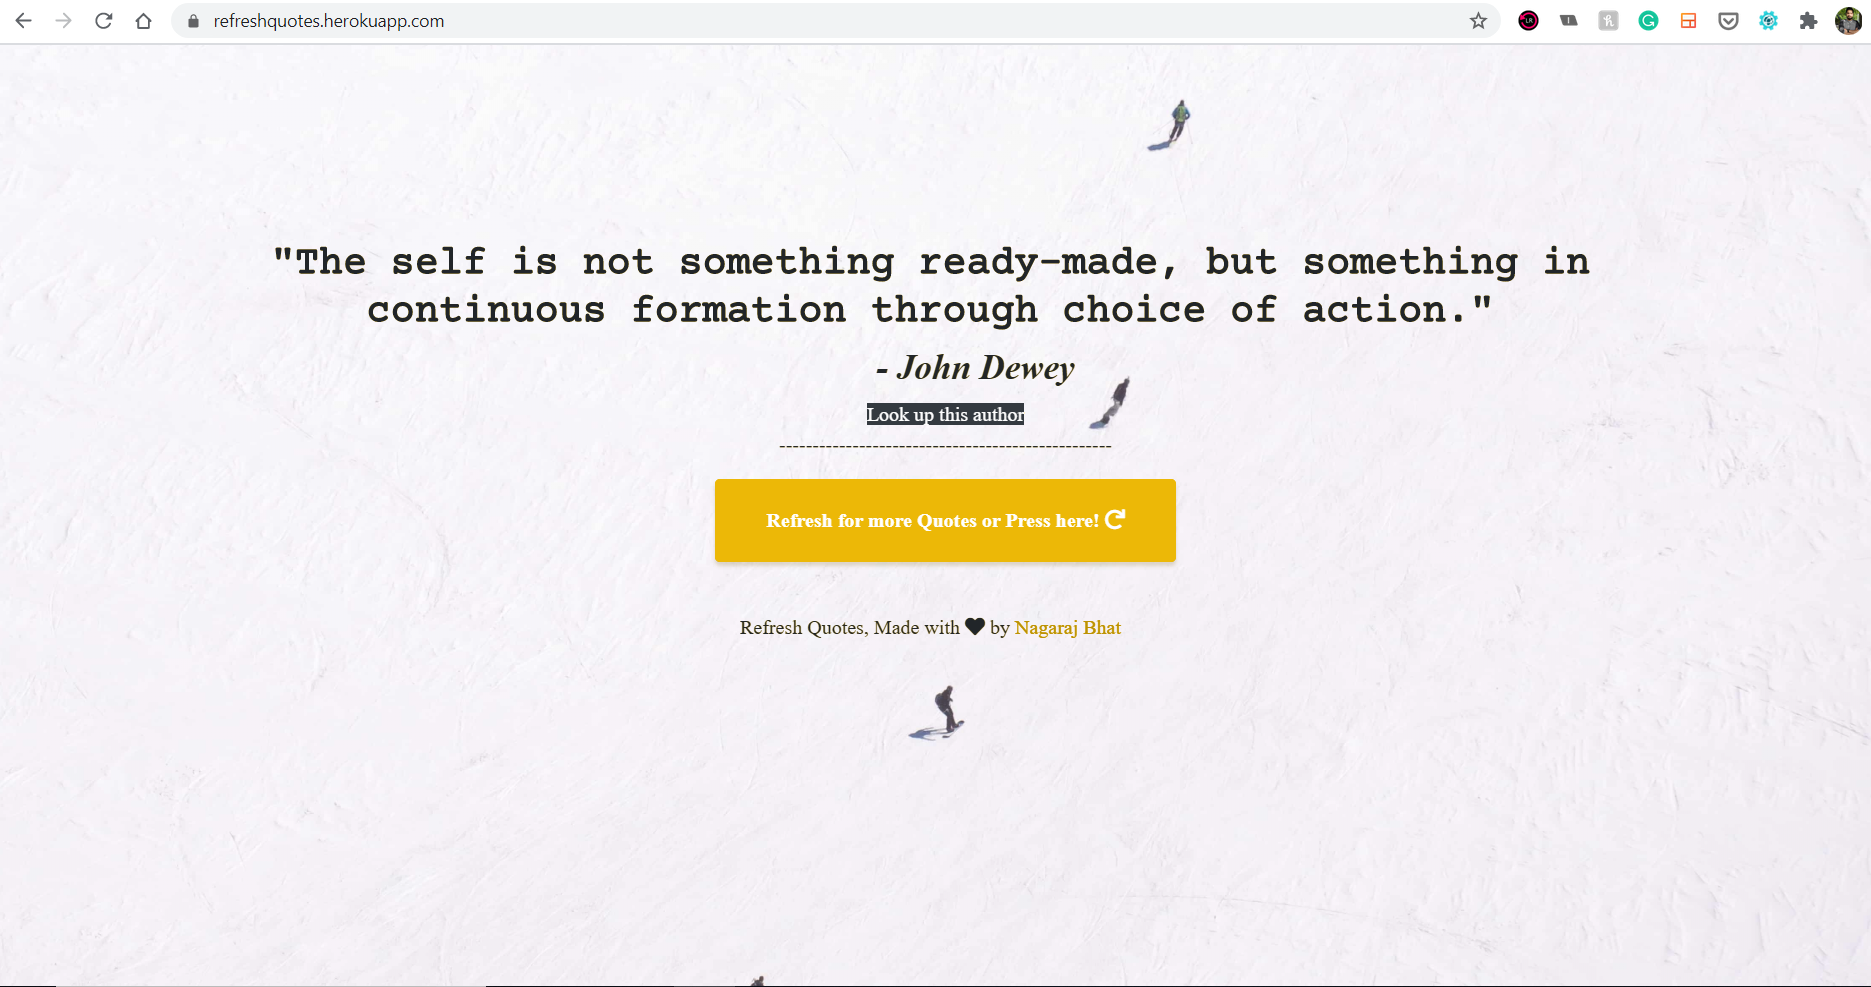 refreshquotes.herokuapp.com
"The self is not something ready-made, but something in
continuous formation through choice of action."
- John Dewey
Look up this author
--------------------------------------------------
Refresh for more Quotes or Press here!
Refresh Quotes, Made with by Nagaraj Bhat